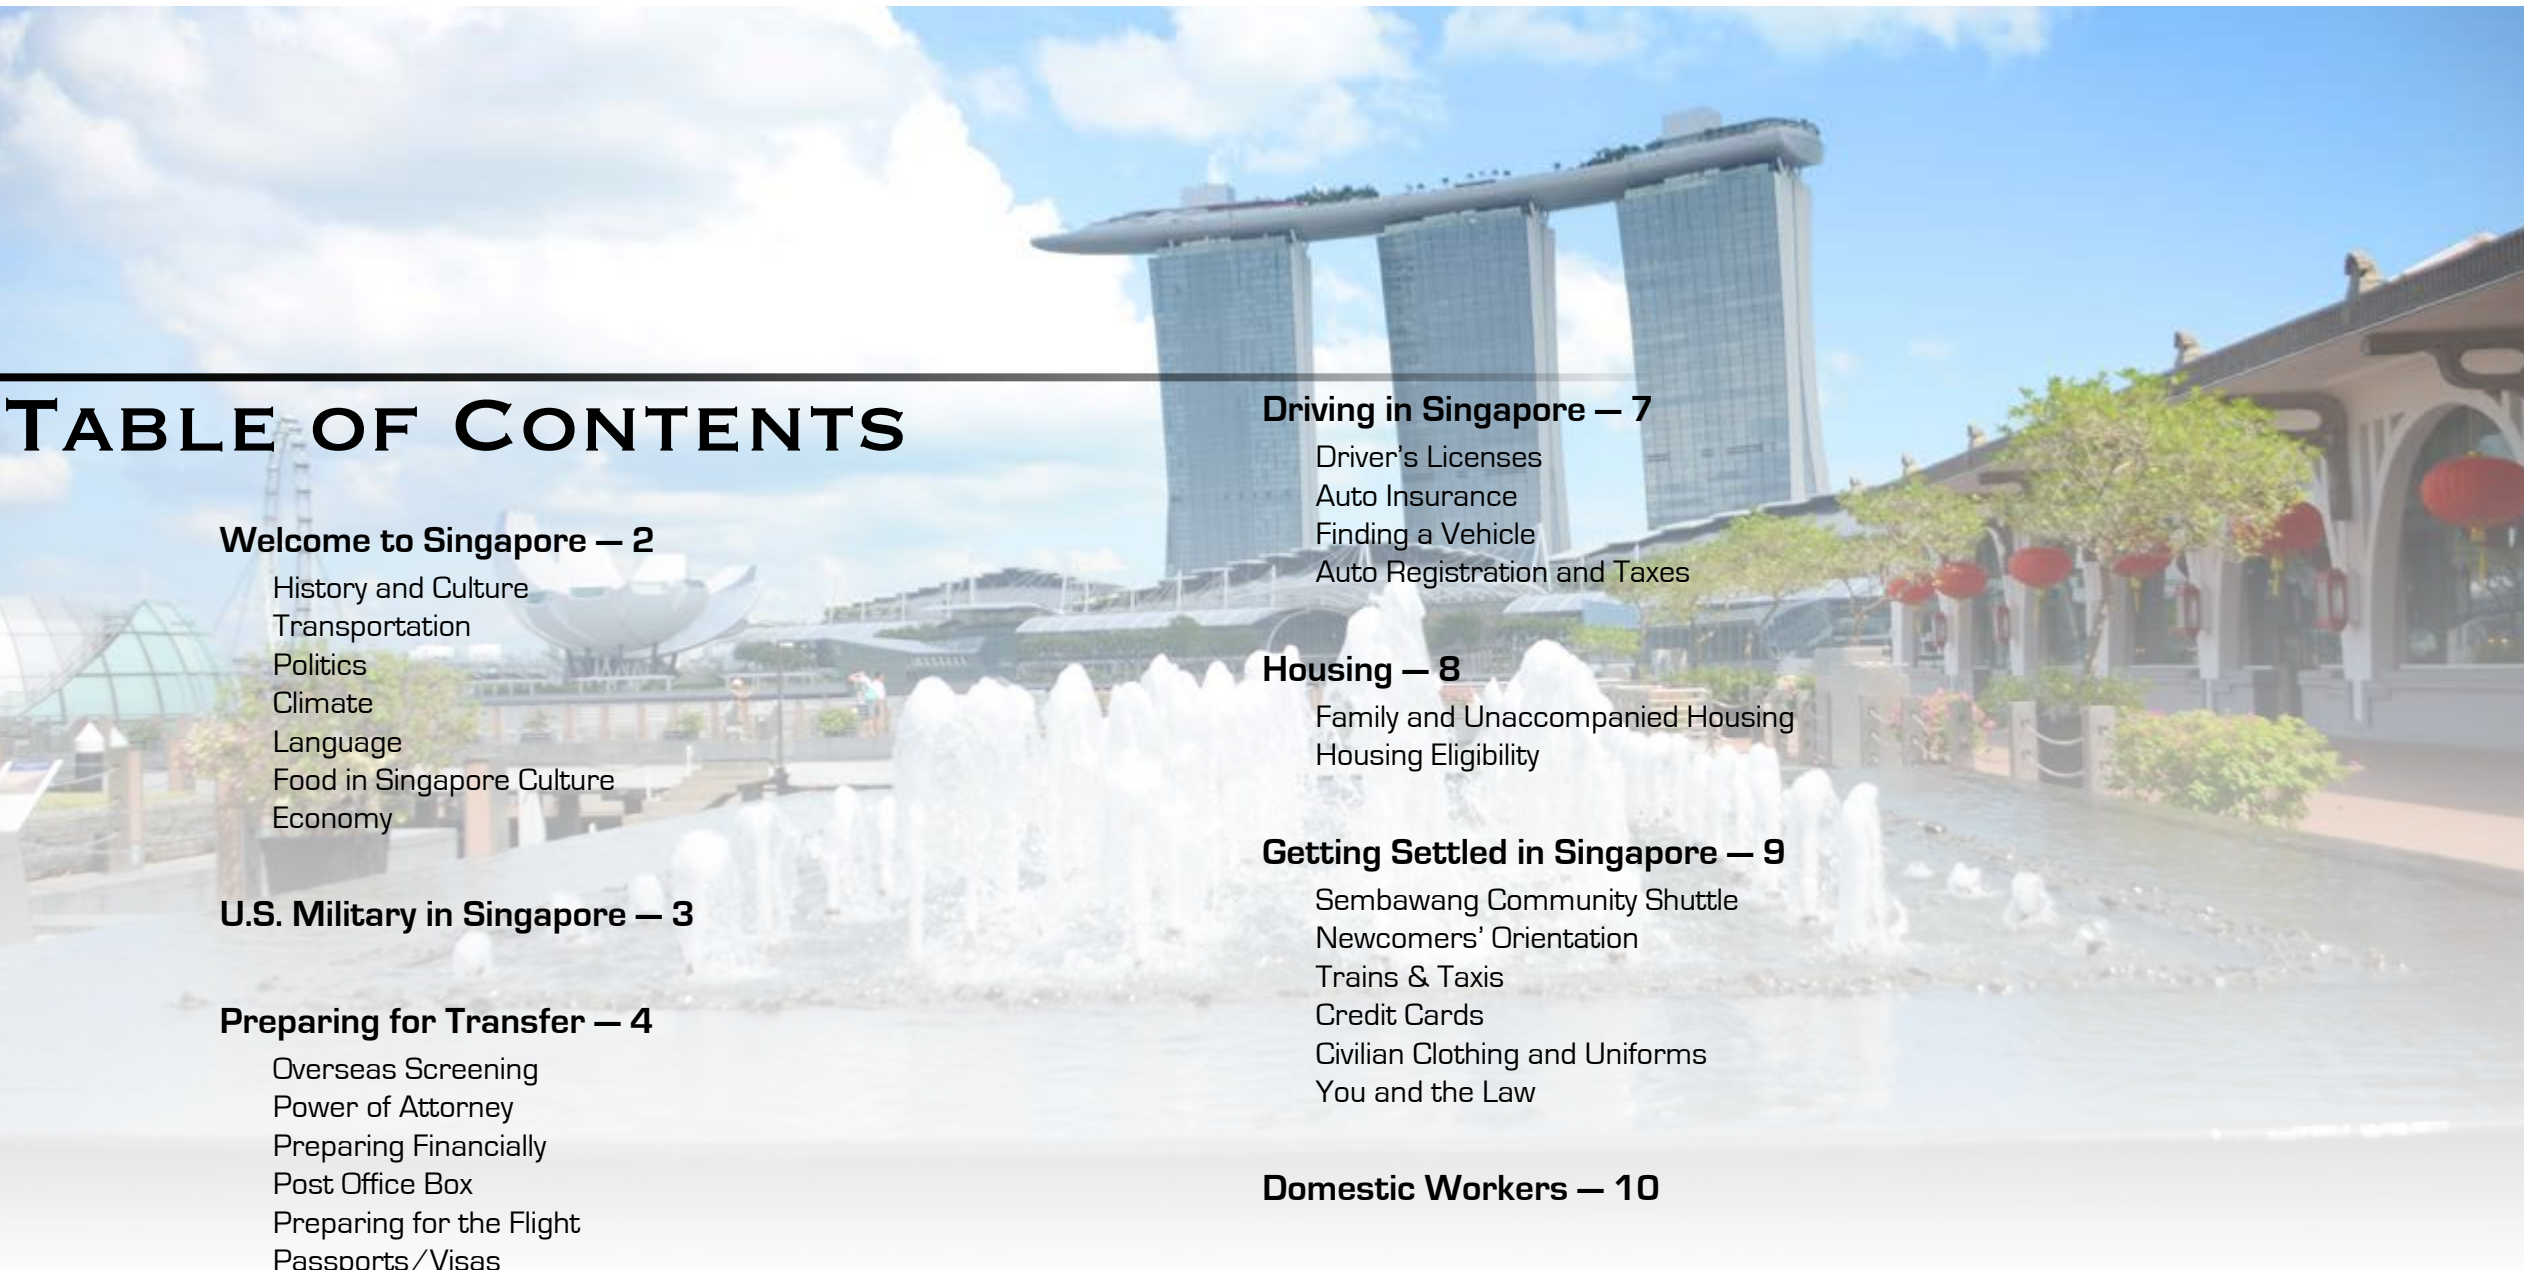 TABLE OF CONTENTS
Welcome to Singapore — 2
History and Culture
Transportation
Politics
Climate
Language
Food in Singapore Culture
Economy
U.S. Military in Singapore — 3
Preparing for Transfer — 4
Overseas Screening
Power of Attorney
Preparing Financially
Post Office Box
Preparing for the Flight
Passports/Visas
Driving in Singapore — 7
Driver's Licenses
Auto Insurance
Finding a Vehicle
Auto Registration and Taxes
Housing — 8
Family and Unaccompanied Housing
Housing Eligibility
Getting Settled in Singapore — 9
Sembawang Community Shuttle
Newcomers' Orientation
Trains & Taxis
Credit Cards
Civilian Clothing and Uniforms
You and the Law
Domestic Workers — 10